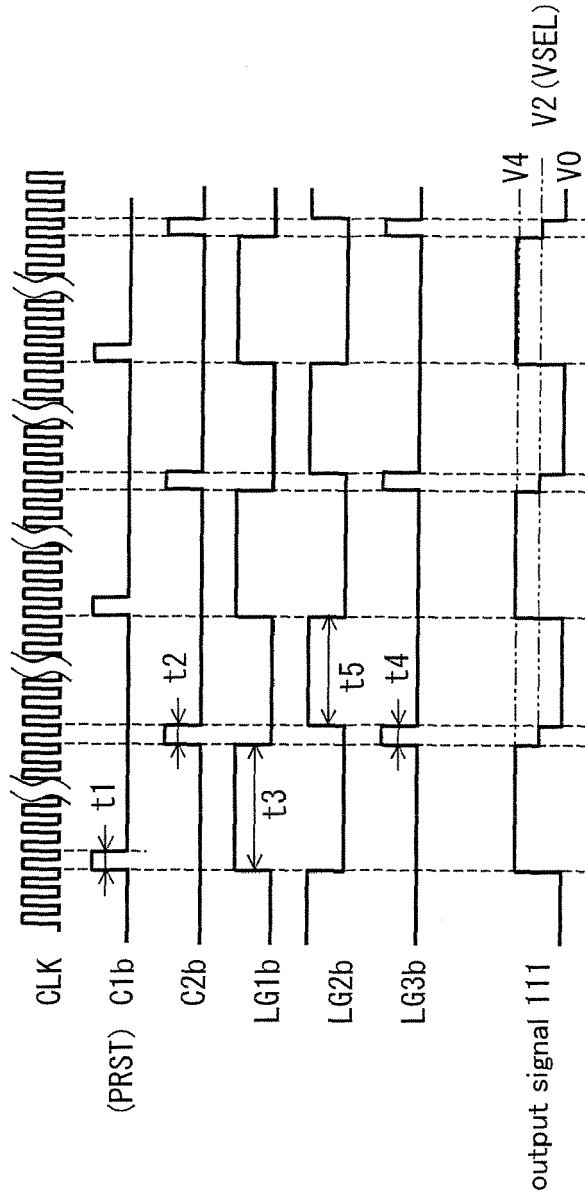 CLK
t1
C1b
(PRST)
t2
C2b
LG1b
t3
LG2b
t5
LG3b
t4
output signal 111
V4
V2 (VSEL)
V0